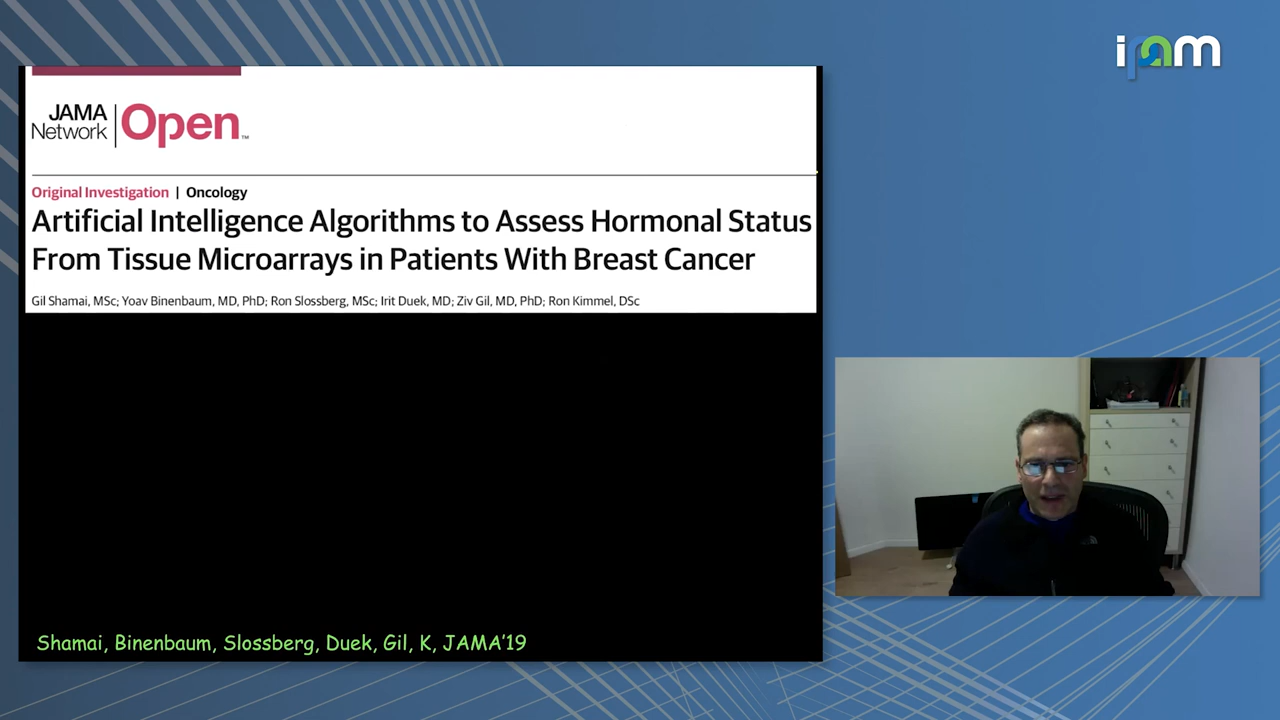 ipam
JAMA
Network
Open™
Original Investigation | Oncology
Artificial Intelligence Algorithms to Assess Hormonal Status
From Tissue Microarrays in Patients With Breast Cancer
Gil Shamai, MSc; Yoav Binenbaum, MD, PhD; Ron Slossberg, MSc; Irit Duek, MD; Ziv Gil, MD, PhD; Ron Kimmel, DSc
Shamai, Binenbaum, Slossberg, Duek, Gil, K, JAMA'19